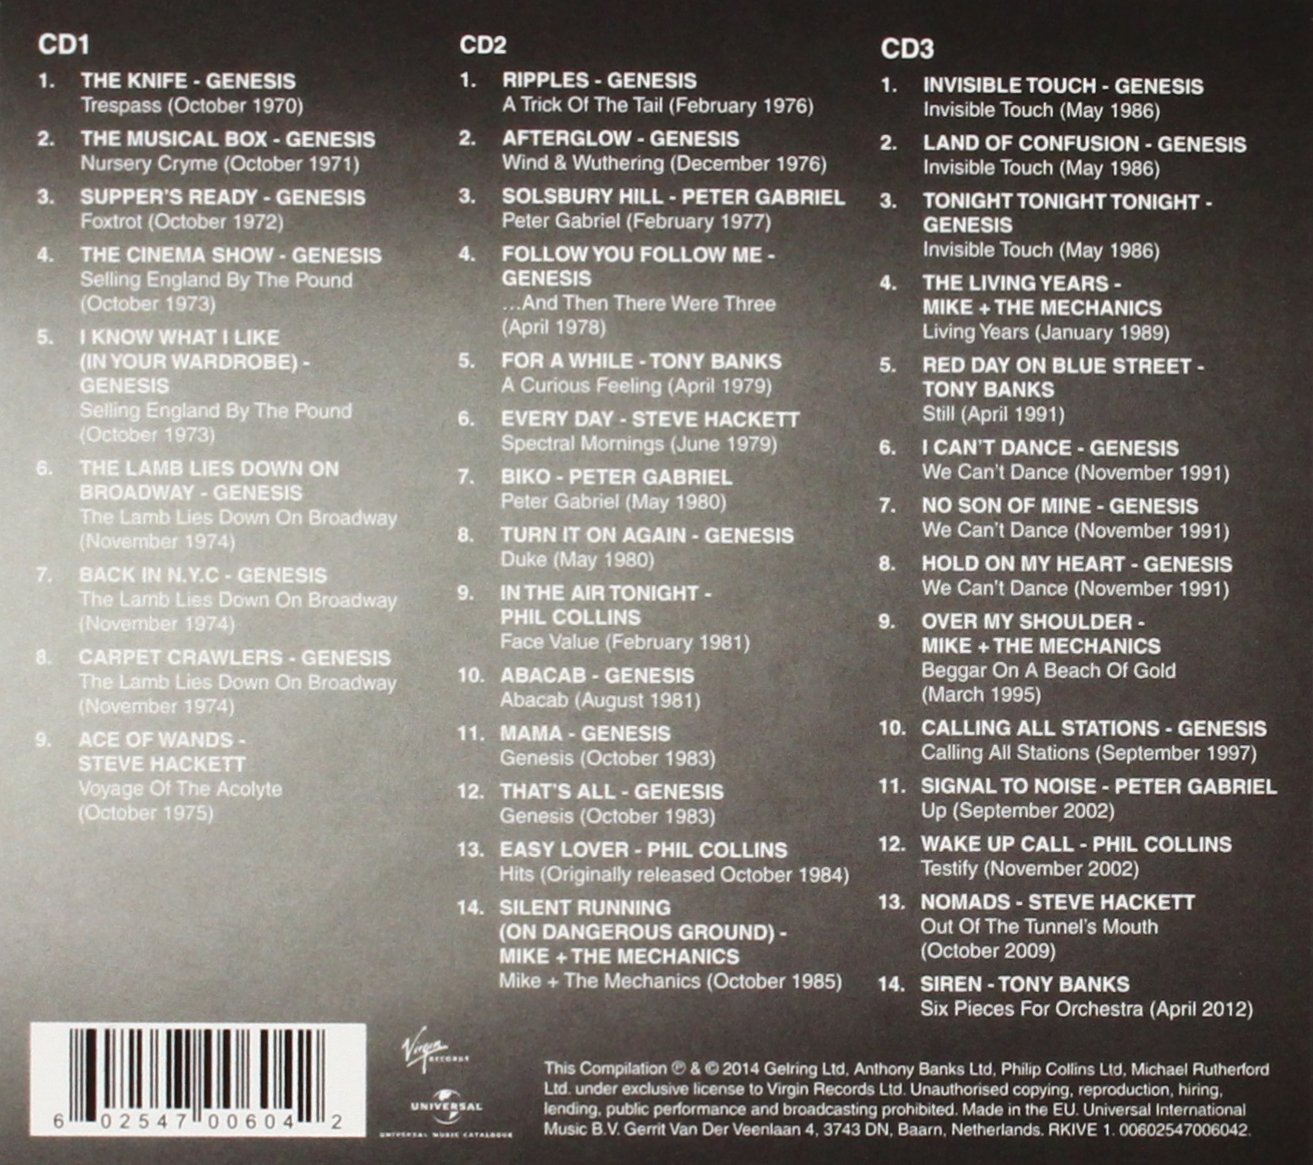 CD1
1. THE KNIFE - GENESIS
Trespass (October 1970)
2. THE MUSICAL BOX - GENESIS
Nursery Cryme (October 1971)
3. SUPPER'S READY - GENESIS
Foxtrot (October 1972)
4. THE CINEMA SHOW - GENESIS
Selling England By The Pound
(October 1973)
5. I KNOW WHAT I LIKE
(IN YOUR WARDROBE) -
GENESIS
Selling England By The Pound
(October 1973)
6. THE LAMB LIES DOWN ON
BROADWAY - GENESIS
The Lamb Lies Down On Broadway
(November 1974)
7. BACK IN N.Y.C - GENESIS
The Lamb Lies Down On Broadway
(November 1974)
8. CARPET CRAWLERS - GENESIS
The Lamb Lies Down On Broadway
(November 1974)
9. ACE OF WANDS -
STEVE HACKETT
Voyage Of The Acolyte
(October 1975)
CD2
1. RIPPLES - GENESIS
A Trick Of The Tail (February 1976)
2. AFTERGLOW - GENESIS
Wind & Wuthering (December 1976)
3. SOLSBURY HILL - PETER GABRIEL
Peter Gabriel (February 1977)
4. FOLLOW YOU FOLLOW ME -
GENESIS
...And Then There Were Three
(April 1978)
5. FOR A WHILE - TONY BANKS
A Curious Feeling (April 1979)
6. EVERY DAY - STEVE HACKETT
Spectral Mornings (June 1979)
7. BIKO - PETER GABRIEL
Peter Gabriel (May 1980)
8. TURN IT ON AGAIN - GENESIS
Duke (May 1980)
9. IN THE AIR TONIGHT -
PHIL COLLINS
Face Value (February 1981)
10. ABACAB - GENESIS
Abacab (August 1981)
11. MAMA - GENESIS
Genesis (October 1983)
12. THAT'S ALL - GENESIS
Genesis (October 1983)
13. EASY LOVER - PHIL COLLINS
Hits (Originally released October 1984)
14. SILENT RUNNING
(ON DANGEROUS GROUND) -
MIKE + THE MECHANICS
Mike + The Mechanics (October 1985)
CD3
1. INVISIBLE TOUCH - GENESIS
Invisible Touch (May 1986)
2. LAND OF CONFUSION - GENESIS
Invisible Touch (May 1986)
3. TONIGHT TONIGHT TONIGHT -
GENESIS
Invisible Touch (May 1986)
4. THE LIVING YEARS -
MIKE + THE MECHANICS
Living Years (January 1989)
5. RED DAY ON BLUE STREET -
TONY BANKS
Still (April 1991)
6. I CAN'T DANCE - GENESIS
We Can't Dance (November 1991)
7. NO SON OF MINE - GENESIS
We Can't Dance (November 1991)
8. HOLD ON MY HEART - GENESIS
We Can't Dance (November 1991)
9. OVER MY SHOULDER -
MIKE + THE MECHANICS
Beggar On A Beach Of Gold
(March 1995)
10. CALLING ALL STATIONS - GENESIS
Calling All Stations (September 1997)
11. SIGNAL TO NOISE - PETER GABRIEL
Up (September 2002)
12. WAKE UP CALL - PHIL COLLINS
Testify (November 2002)
13. NOMADS - STEVE HACKETT
Out Of The Tunnel's Mouth
(October 2009)
14. SIREN - TONY BANKS
Six Pieces For Orchestra (April 2012)
6 02547 00604 2
Virgin
RECORDS
UNIVERSAL
UNIVERSAL MUSIC CATALOGUE
This Compilation ℗ & © 2014 Gelring Ltd, Anthony Banks Ltd, Philip Collins Ltd, Michael Rutherford
Ltd. under exclusive license to Virgin Records Ltd. Unauthorised copying, reproduction, hiring,
lending, public performance and broadcasting prohibited. Made in the EU. Universal International
Music B.V. Gerrit Van Der Veenlaan 4, 3743 DN, Baarn, Netherlands. RKIVE 1. 00602547006042.